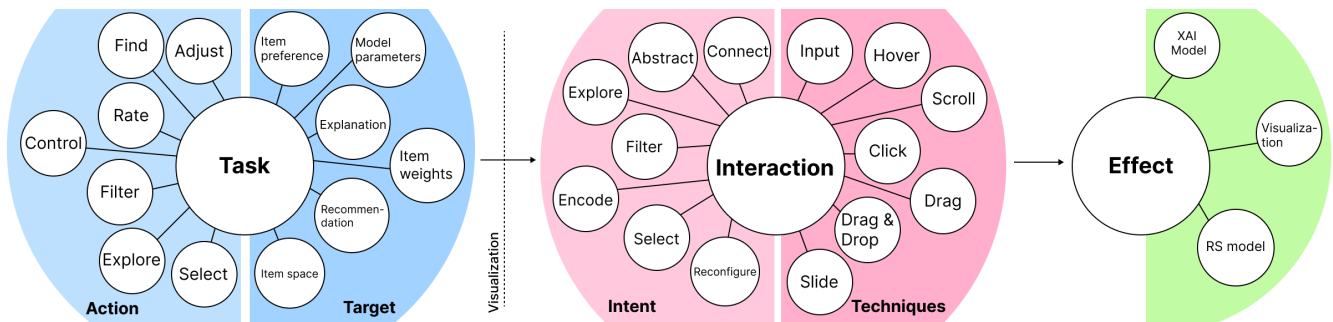 Find
Adjust
Rate
Control
Filter
Explore
Select
Action
Task
Item
preference
Model
parameters
Explanation
Item
weights
Recommen-
dation
Item space
Target
Visualization
Abstract
Connect
Explore
Filter
Encode
Select
Reconfigure
Intent
Interaction
Input
Hover
Scroll
Click
Drag
Drag &
Drop
Slide
Techniques
Effect
XAI
Model
Visualiza-
tion
RS model